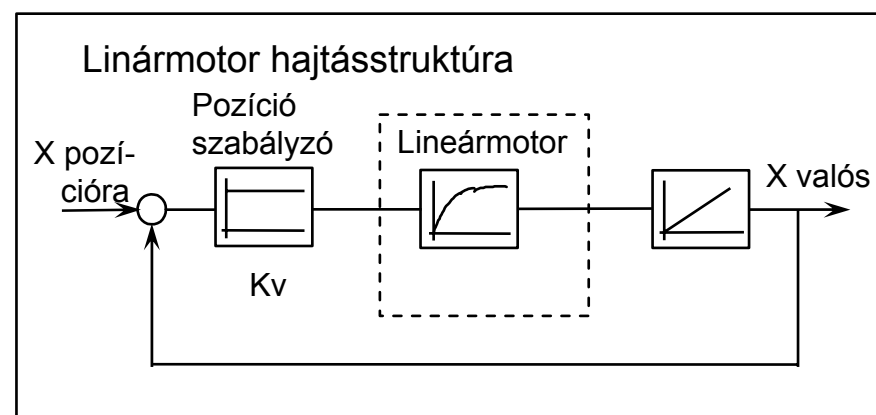 Linármotor hajtásstruktúra
Pozíció
szabályzó
Lineármotor
X pozí-
cióra
X valós
Kv